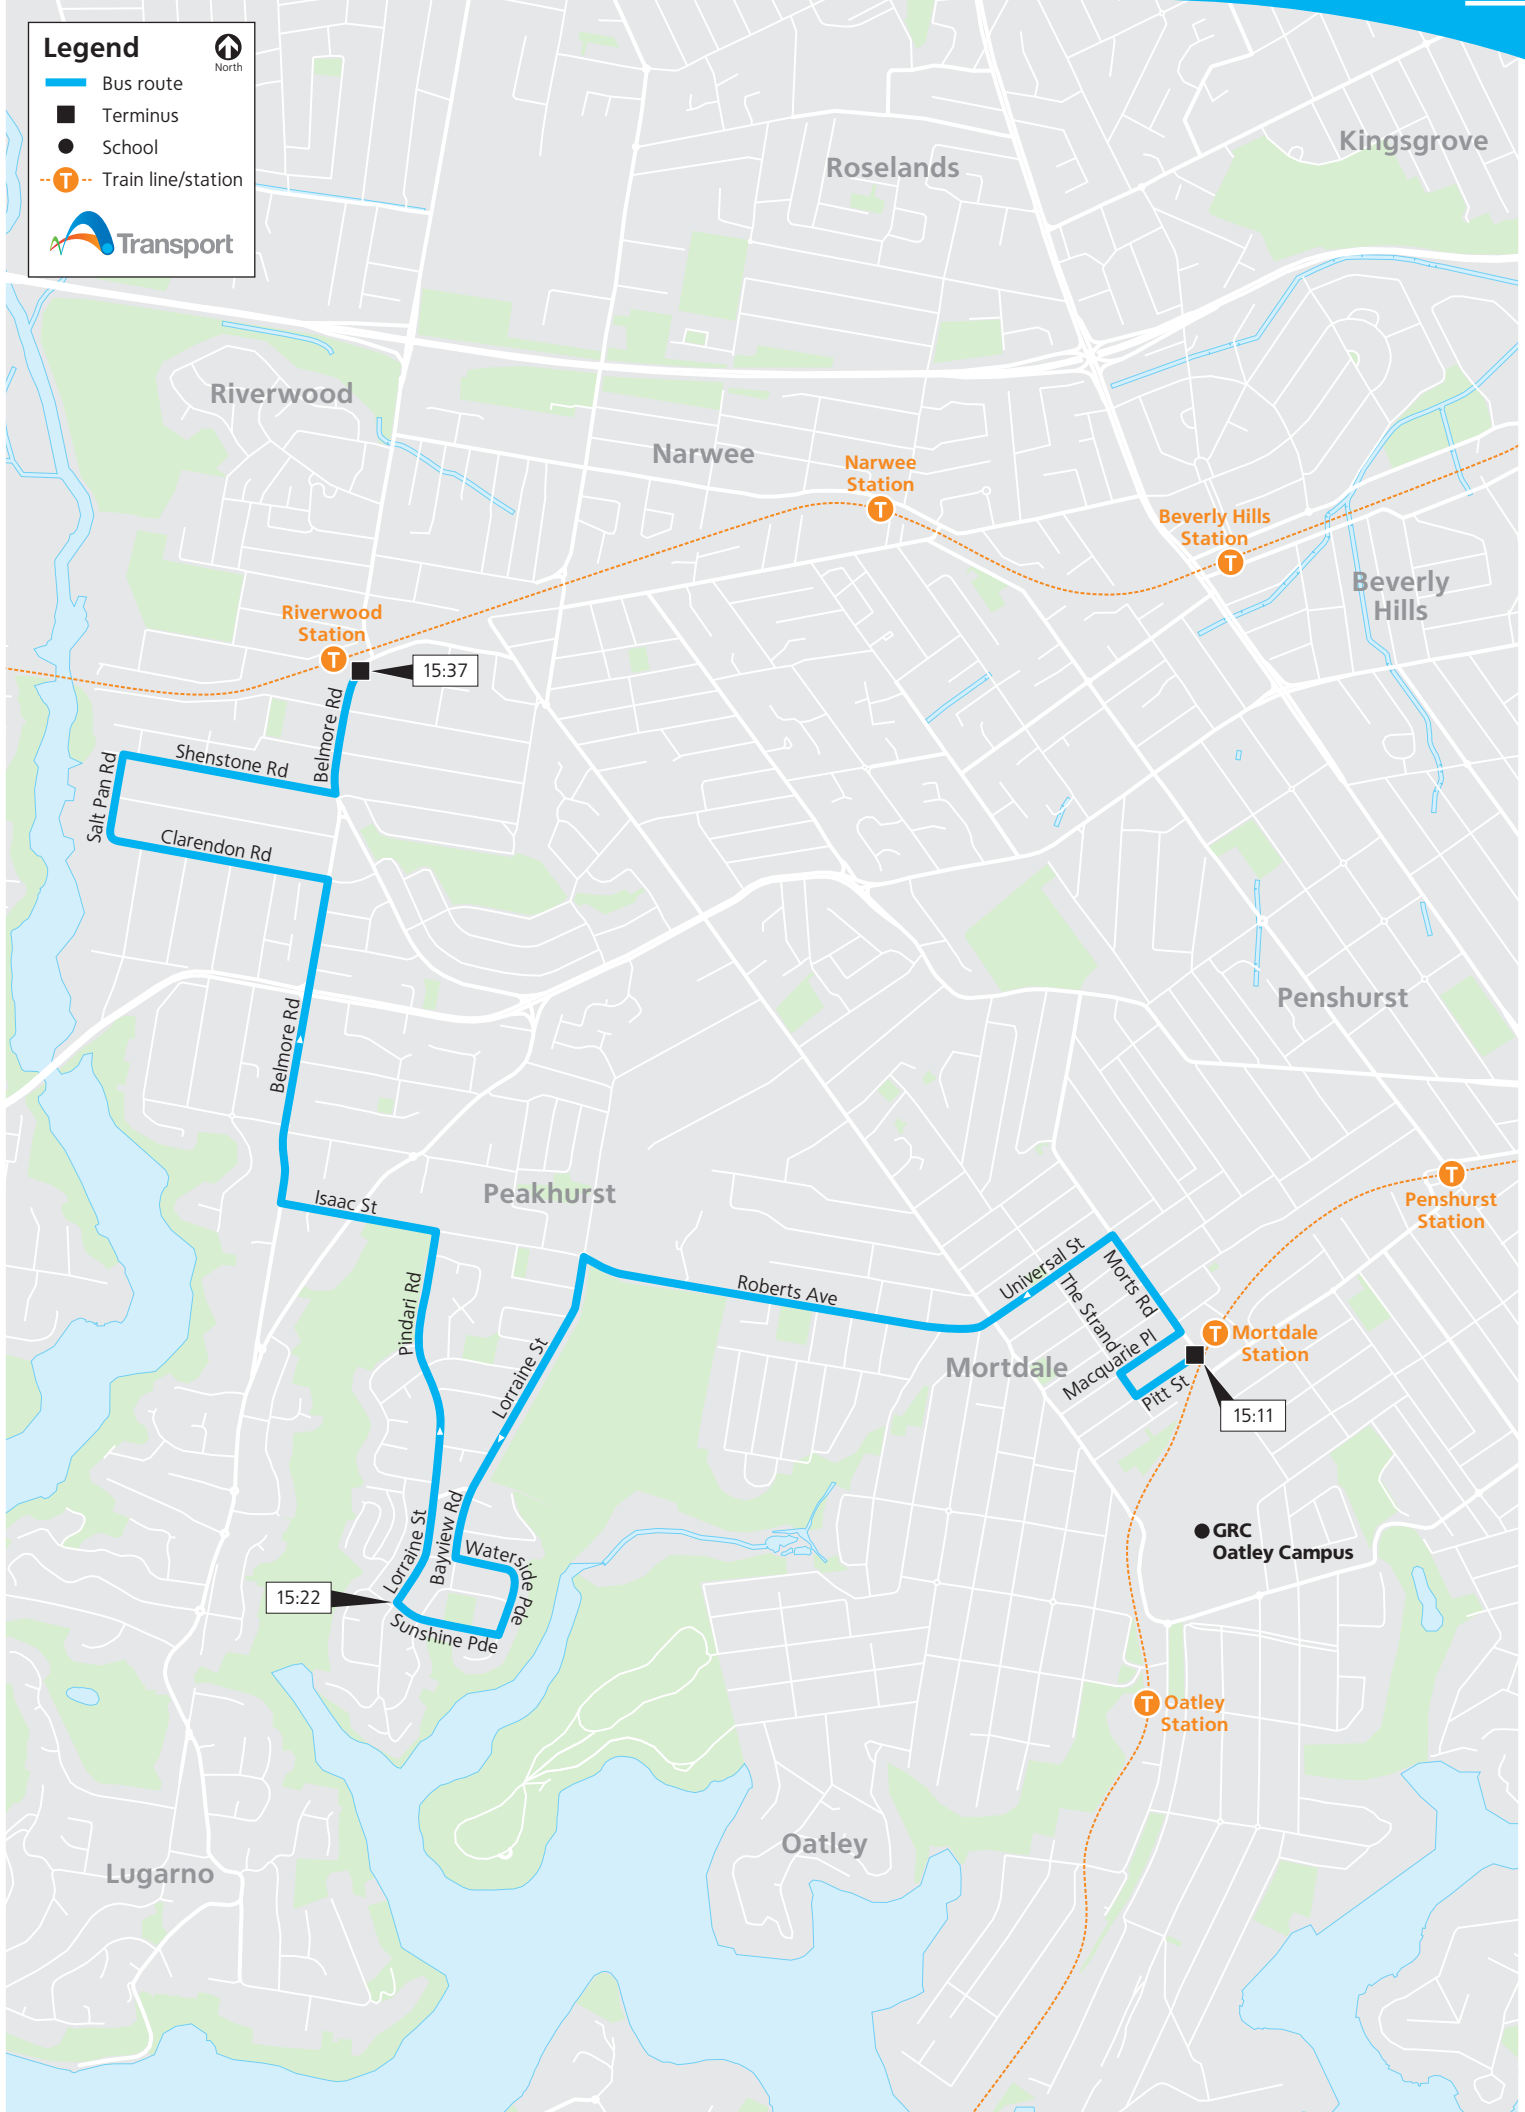 Legend
North
Bus route
Terminus
School
T
Train line/station
Transport
Kingsgrove
Roselands
Riverwood
Narwee
Narwee
Station
T
Beverly Hills
Station
T
Beverly
Hills
Riverwood
Station
T
15:37
Belmore Rd
Shenstone Rd
Salt Pan Rd
Clarendon Rd
Belmore Rd
Penshurst
T
Penshurst
Station
Isaac St
Peakhurst
Pindari Rd
Roberts Ave
Universal St
Morts Rd
The Strand
Macquarie Pl
Pitt St
T
Mortdale
Station
Mortdale
15:11
Lorraine St
Bayview Rd
Lorraine St
Waterside Pde
Sunshine Pde
15:22
GRC
Oatley Campus
T
Oatley
Station
Oatley
Lugarno